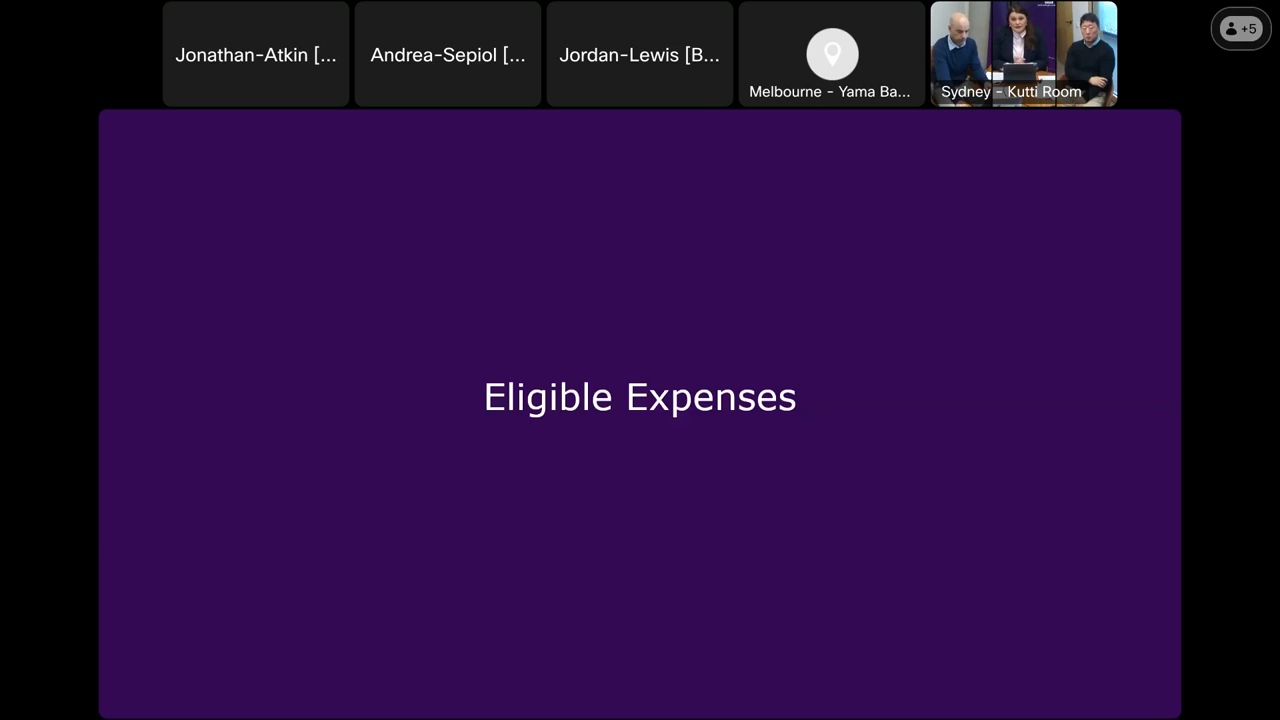 Jonathan-Atkin [...
Andrea-Sepiol [...
Jordan-Lewis [B...
Melbourne - Yama Ba...
Sydney - Kutti Room
+5
Eligible Expenses